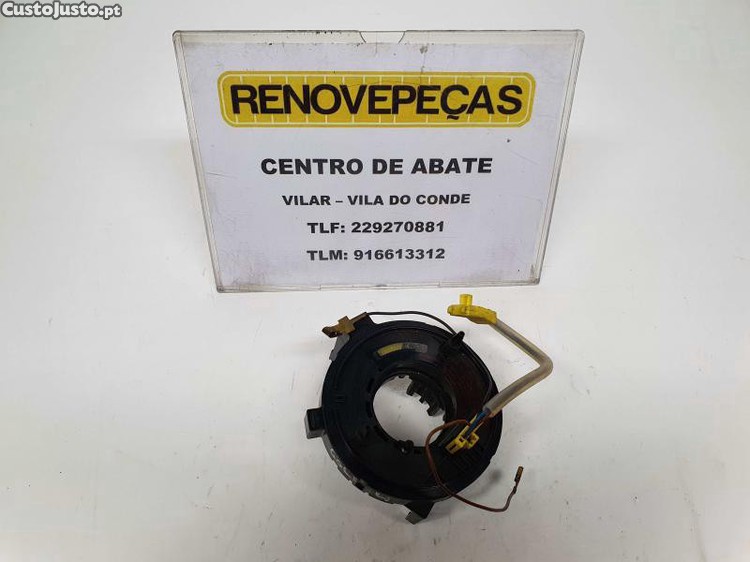 CustoJusto.pt
RENOVEPEÇAS
CENTRO DE ABATE
VILAR – VILA DO CONDE
TLF: 229270881
TLM: 916613312